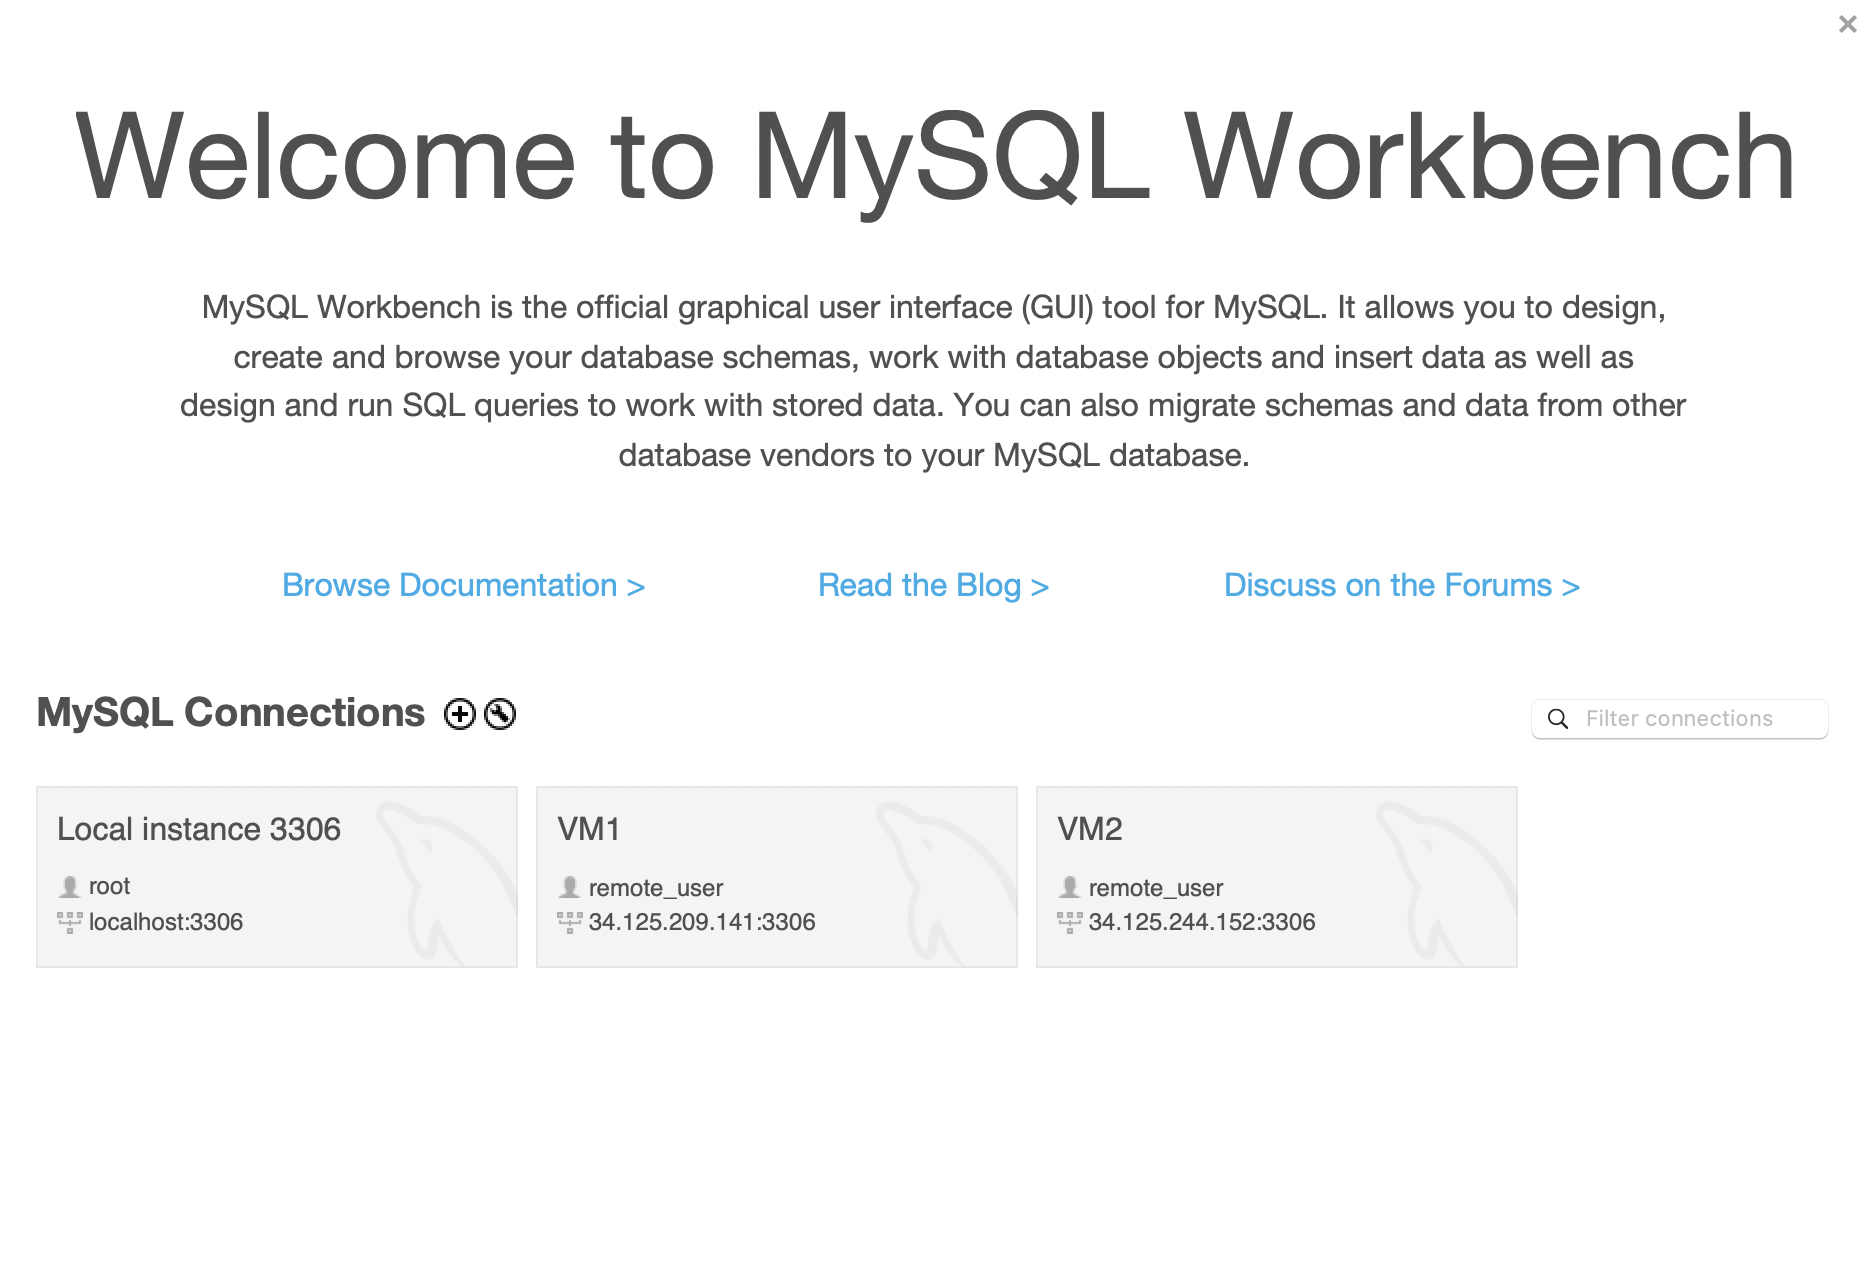 Welcome to MySQL Workbench
MySQL Workbench is the official graphical user interface (GUI) tool for MySQL. It allows you to design,
create and browse your database schemas, work with database objects and insert data as well as
design and run SQL queries to work with stored data. You can also migrate schemas and data from other
database vendors to your MySQL database.
Browse Documentation >
Read the Blog >
Discuss on the Forums >
MySQL Connections
Filter connections
Local instance 3306
root
localhost:3306
VM1
remote_user
34.125.209.141:3306
VM2
remote_user
34.125.244.152:3306